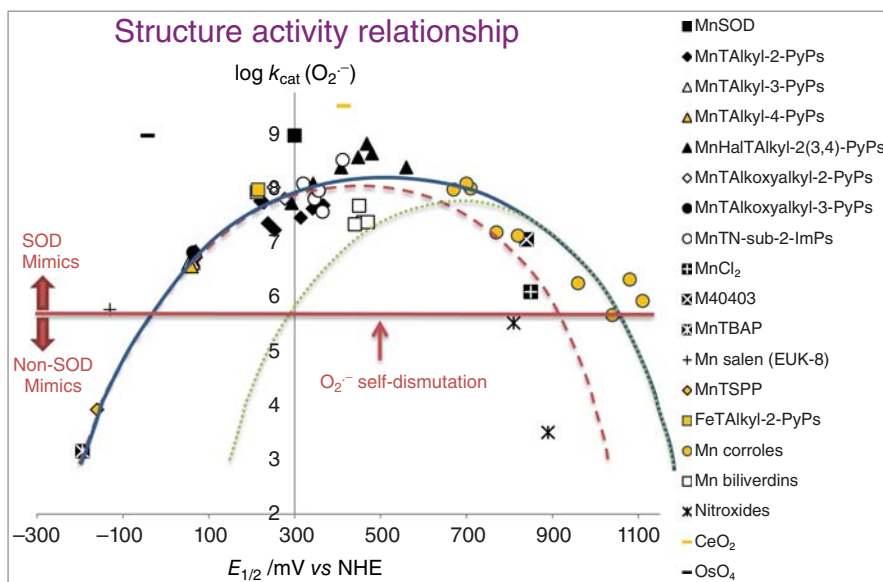 Structure activity relationship
log kcat (O2·–)
9
8
7
6
5
4
3
2
SOD
Mimics
Non-SOD
Mimics
O2·– self-dismutation
–300 –100 100 300 500 700 900 1100
E1/2 /mV vs NHE
MnSOD
MnTAlkyl-2-PyPs
MnTAlkyl-3-PyPs
MnTAlkyl-4-PyPs
MnHalTAlkyl-2(3,4)-PyPs
MnTAlkoxyalkyl-2-PyPs
MnTAlkoxyalkyl-3-PyPs
MnTN-sub-2-ImPs
MnCl2
M40403
MnTBAP
Mn salen (EUK-8)
MnTSPP
FeTAlkyl-2-PyPs
Mn corroles
Mn biliverdins
Nitroxides
CeO2
OsO4